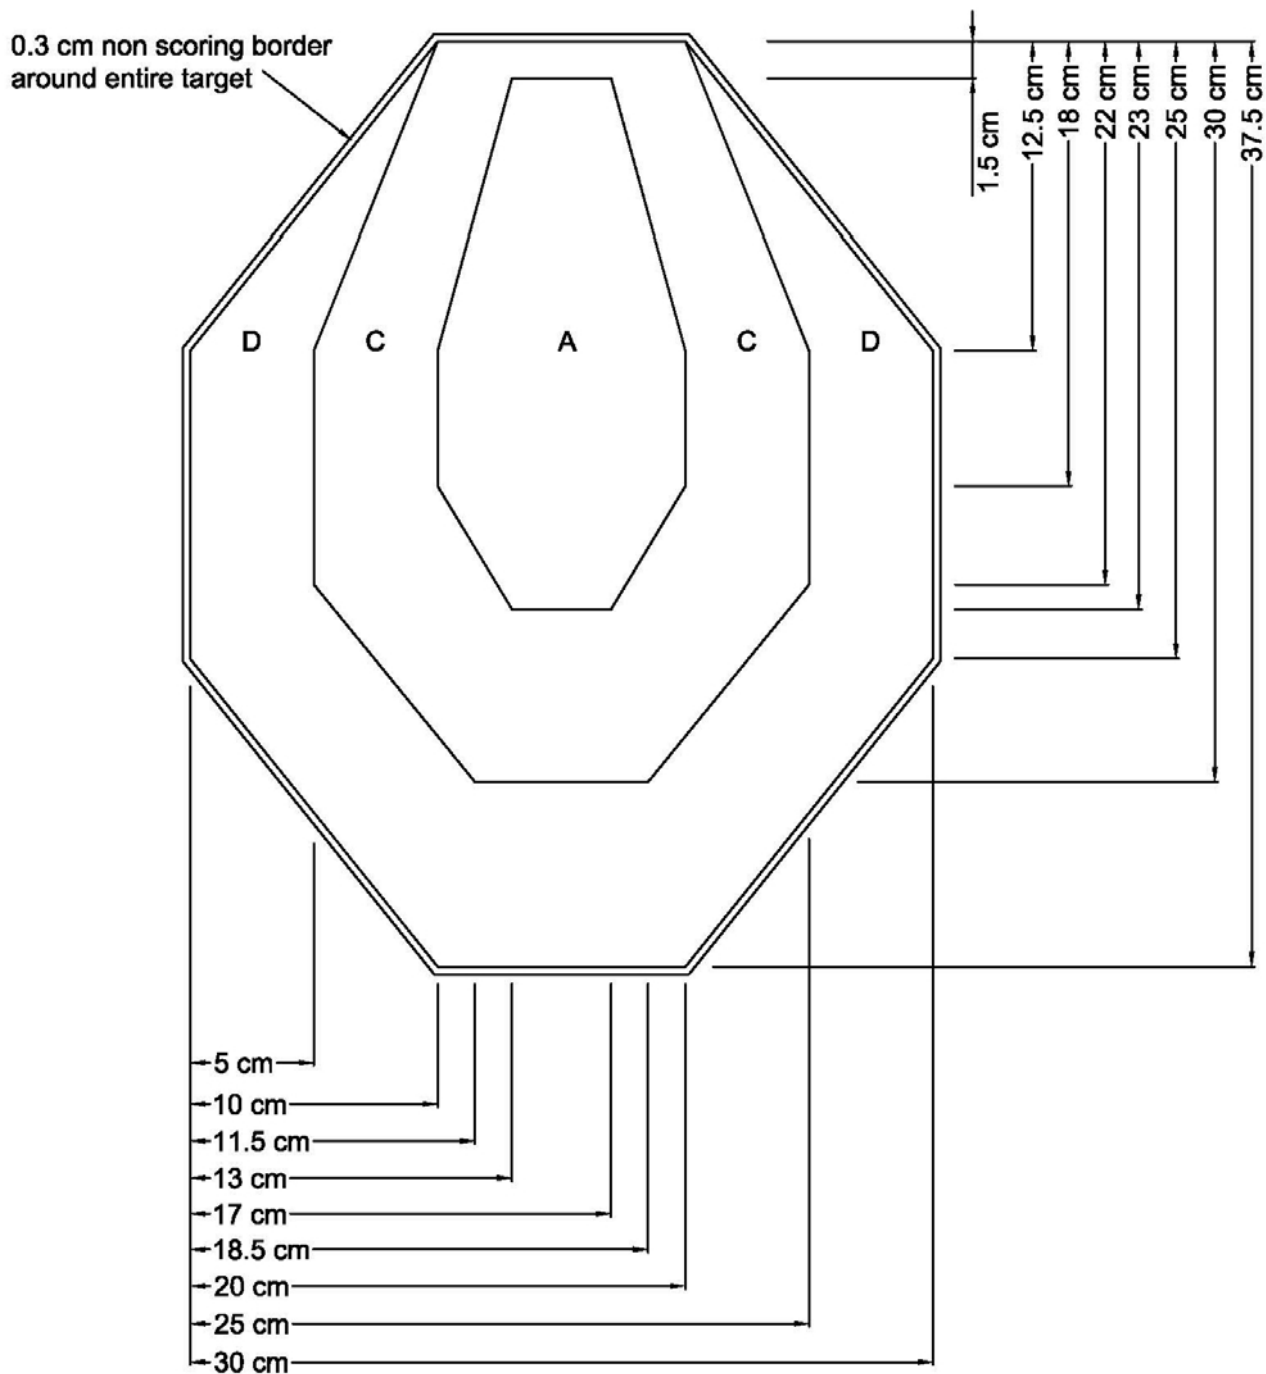 0.3 cm non scoring border
around entire target
1.5 cm
12.5 cm
18 cm
22 cm
23 cm
25 cm
30 cm
37.5 cm
D
C
A
C
D
5 cm
10 cm
11.5 cm
13 cm
17 cm
18.5 cm
20 cm
25 cm
30 cm